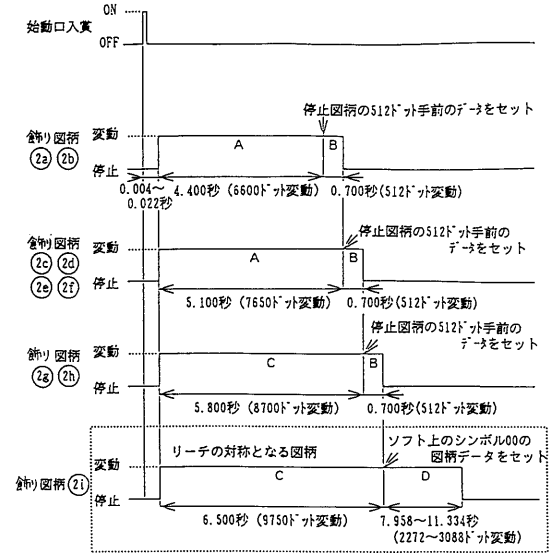 始動口入賞
ON
OFF
停止図柄の512ﾄﾞｯﾄ手前のデータをセット
飾り図柄
2a 2b
変動
停止
A
B
0.004～
0.022秒
4.400秒(6600ﾄﾞｯﾄ変動)
0.700秒(512ﾄﾞｯﾄ変動)
停止図柄の512ﾄﾞｯﾄ手前の
データをセット
飾り図柄
2c 2d
2e 2f
変動
停止
A
B
5.100秒(7650ﾄﾞｯﾄ変動)
0.700秒(512ﾄﾞｯﾄ変動)
停止図柄の512ﾄﾞｯﾄ手前の
データをセット
飾り図柄
2g 2h
変動
停止
C
B
5.800秒(8700ﾄﾞｯﾄ変動)
0.700秒(512ﾄﾞｯﾄ変動)
ソフト上のシンボル00の
図柄データをセット
リーチの対称となる図柄
飾り図柄 2i
変動
停止
C
D
6.500秒(9750ﾄﾞｯﾄ変動)
7.958～11.334秒
(2272～3088ﾄﾞｯﾄ変動)